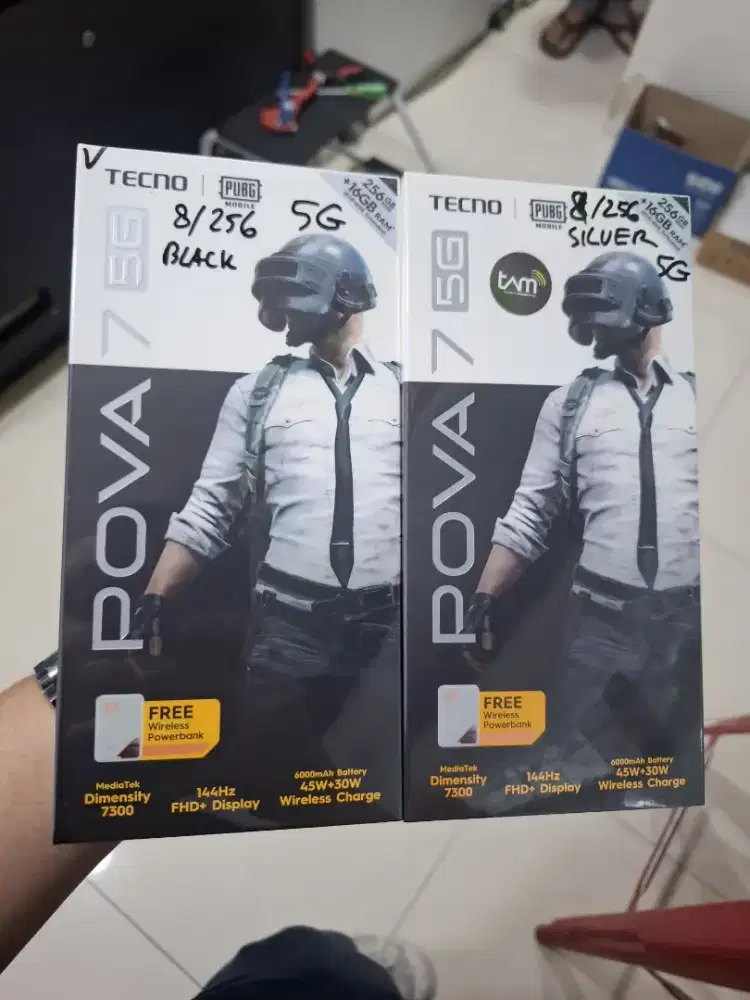 V
TECNO | PUBG
MOBILE
256GB
+16GB RAM
8/256 5G
BLACK
POVA 7 5G
FREE
Wireless
Powerbank
MediaTek
Dimensity
7300
144Hz
FHD+ Display
6000mAh Battery
45W+30W
Wireless Charge
TECNO | PUBG
MOBILE
256GB
+16GB RAM
8/256
SILVER
5G
tam
POVA 7 5G
FREE
Wireless
Powerbank
MediaTek
Dimensity
7300
144Hz
FHD+ Display
6000mAh Battery
45W+30W
Wireless Charge